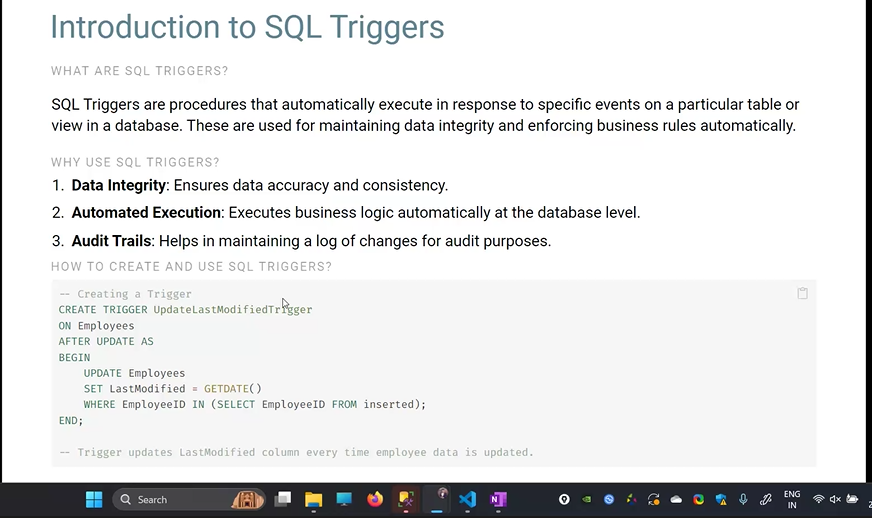 Introduction to SQL Triggers
WHAT ARE SQL TRIGGERS?
SQL Triggers are procedures that automatically execute in response to specific events on a particular table or
view in a database. These are used for maintaining data integrity and enforcing business rules automatically.
WHY USE SQL TRIGGERS?
1. Data Integrity: Ensures data accuracy and consistency.
2. Automated Execution: Executes business logic automatically at the database level.
3. Audit Trails: Helps in maintaining a log of changes for audit purposes.
HOW TO CREATE AND USE SQL TRIGGERS?
-- Creating a Trigger
CREATE TRIGGER UpdateLastModifiedTrigger
ON Employees
AFTER UPDATE AS
BEGIN
    UPDATE Employees
    SET LastModified = GETDATE()
    WHERE EmployeeID IN (SELECT EmployeeID FROM inserted);
END;
-- Trigger updates LastModified column every time employee data is updated.
Search
ENG
IN